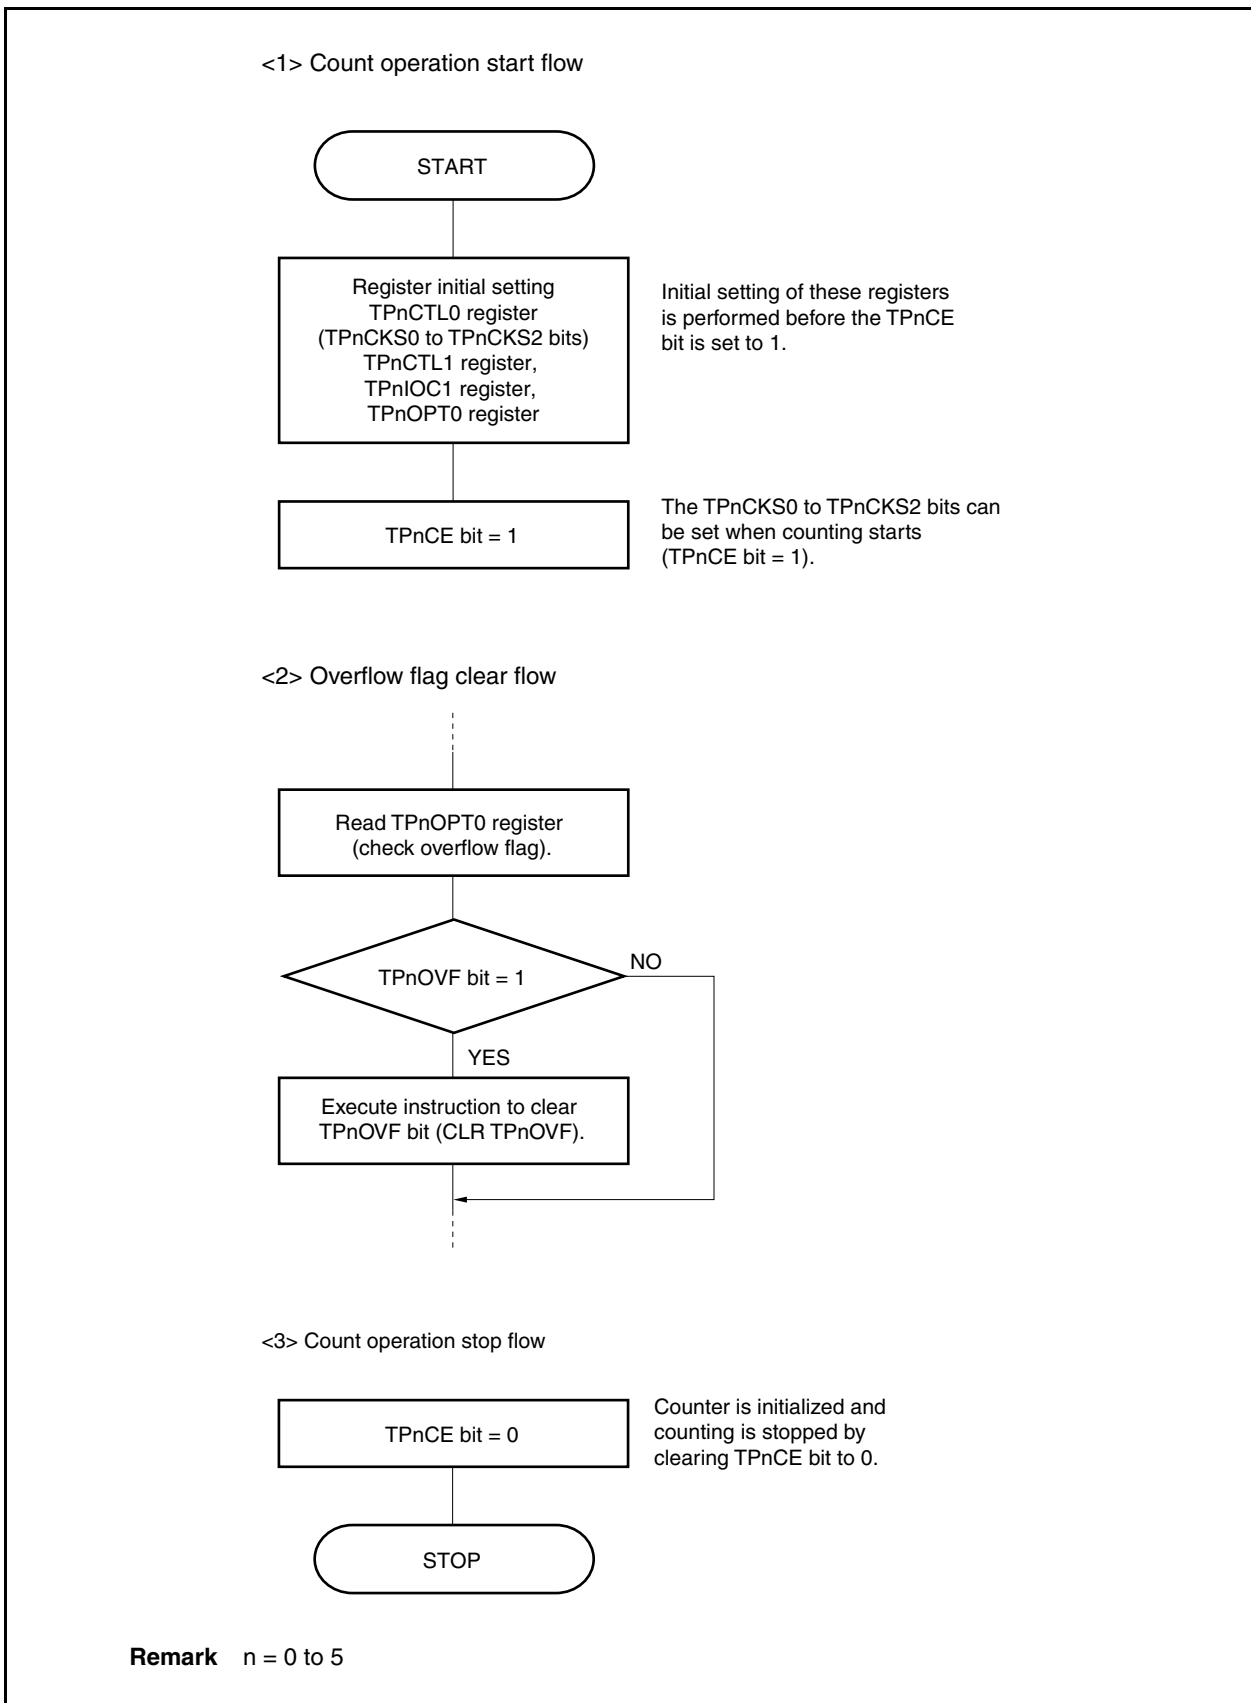 <1> Count operation start flow
START
Register initial setting
TPnCTL0 register
(TPnCKS0 to TPnCKS2 bits)
TPnCTL1 register,
TPnIOC1 register,
TPnOPT0 register
Initial setting of these registers
is performed before the TPnCE
bit is set to 1.
TPnCE bit = 1
The TPnCKS0 to TPnCKS2 bits can
be set when counting starts
(TPnCE bit = 1).
<2> Overflow flag clear flow
Read TPnOPT0 register
(check overflow flag).
TPnOVF bit = 1
NO
YES
Execute instruction to clear
TPnOVF bit (CLR TPnOVF).
<3> Count operation stop flow
TPnCE bit = 0
Counter is initialized and
counting is stopped by
clearing TPnCE bit to 0.
STOP
Remark n = 0 to 5